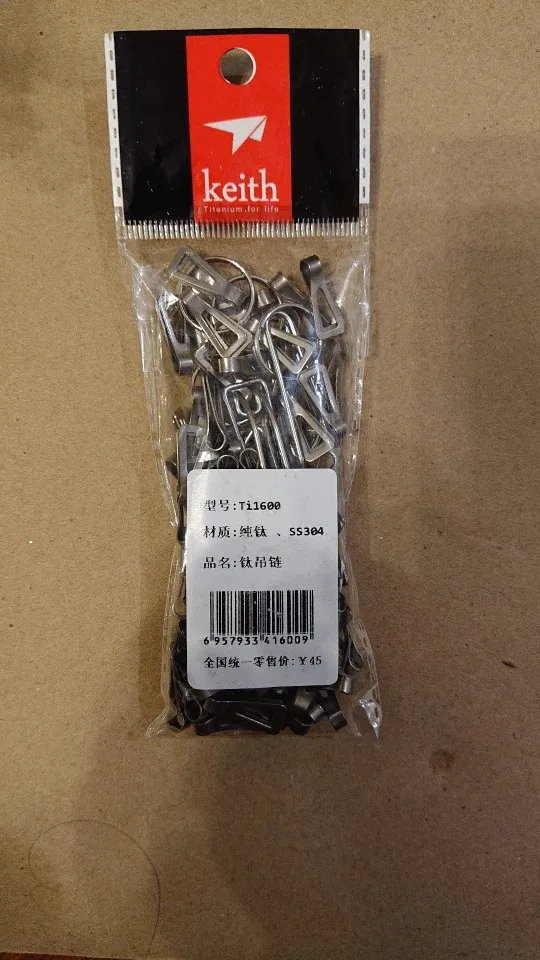 keith
Titanium.for life
型号:Ti1600
材质:纯钛 、SS304
品名:钛吊链
6 957933 416009
全国统一零售价:￥45